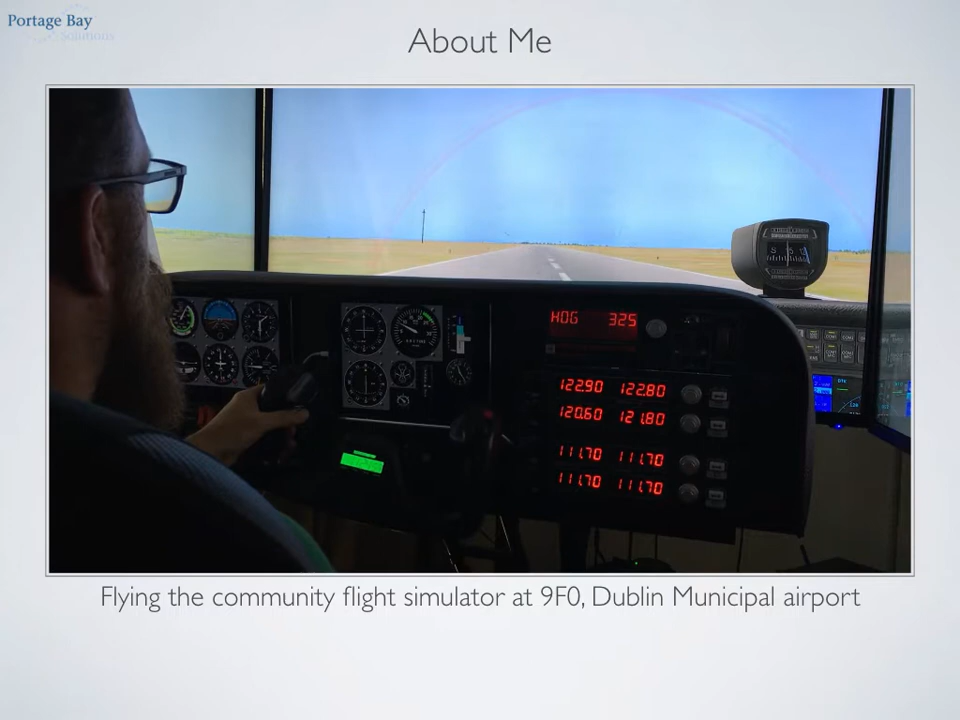 Portage Bay
Solutions
About Me
HDG 325
122.90 122.80
120.60 121.80
111.70 111.70
111.70 111.70
Flying the community flight simulator at 9F0, Dublin Municipal airport